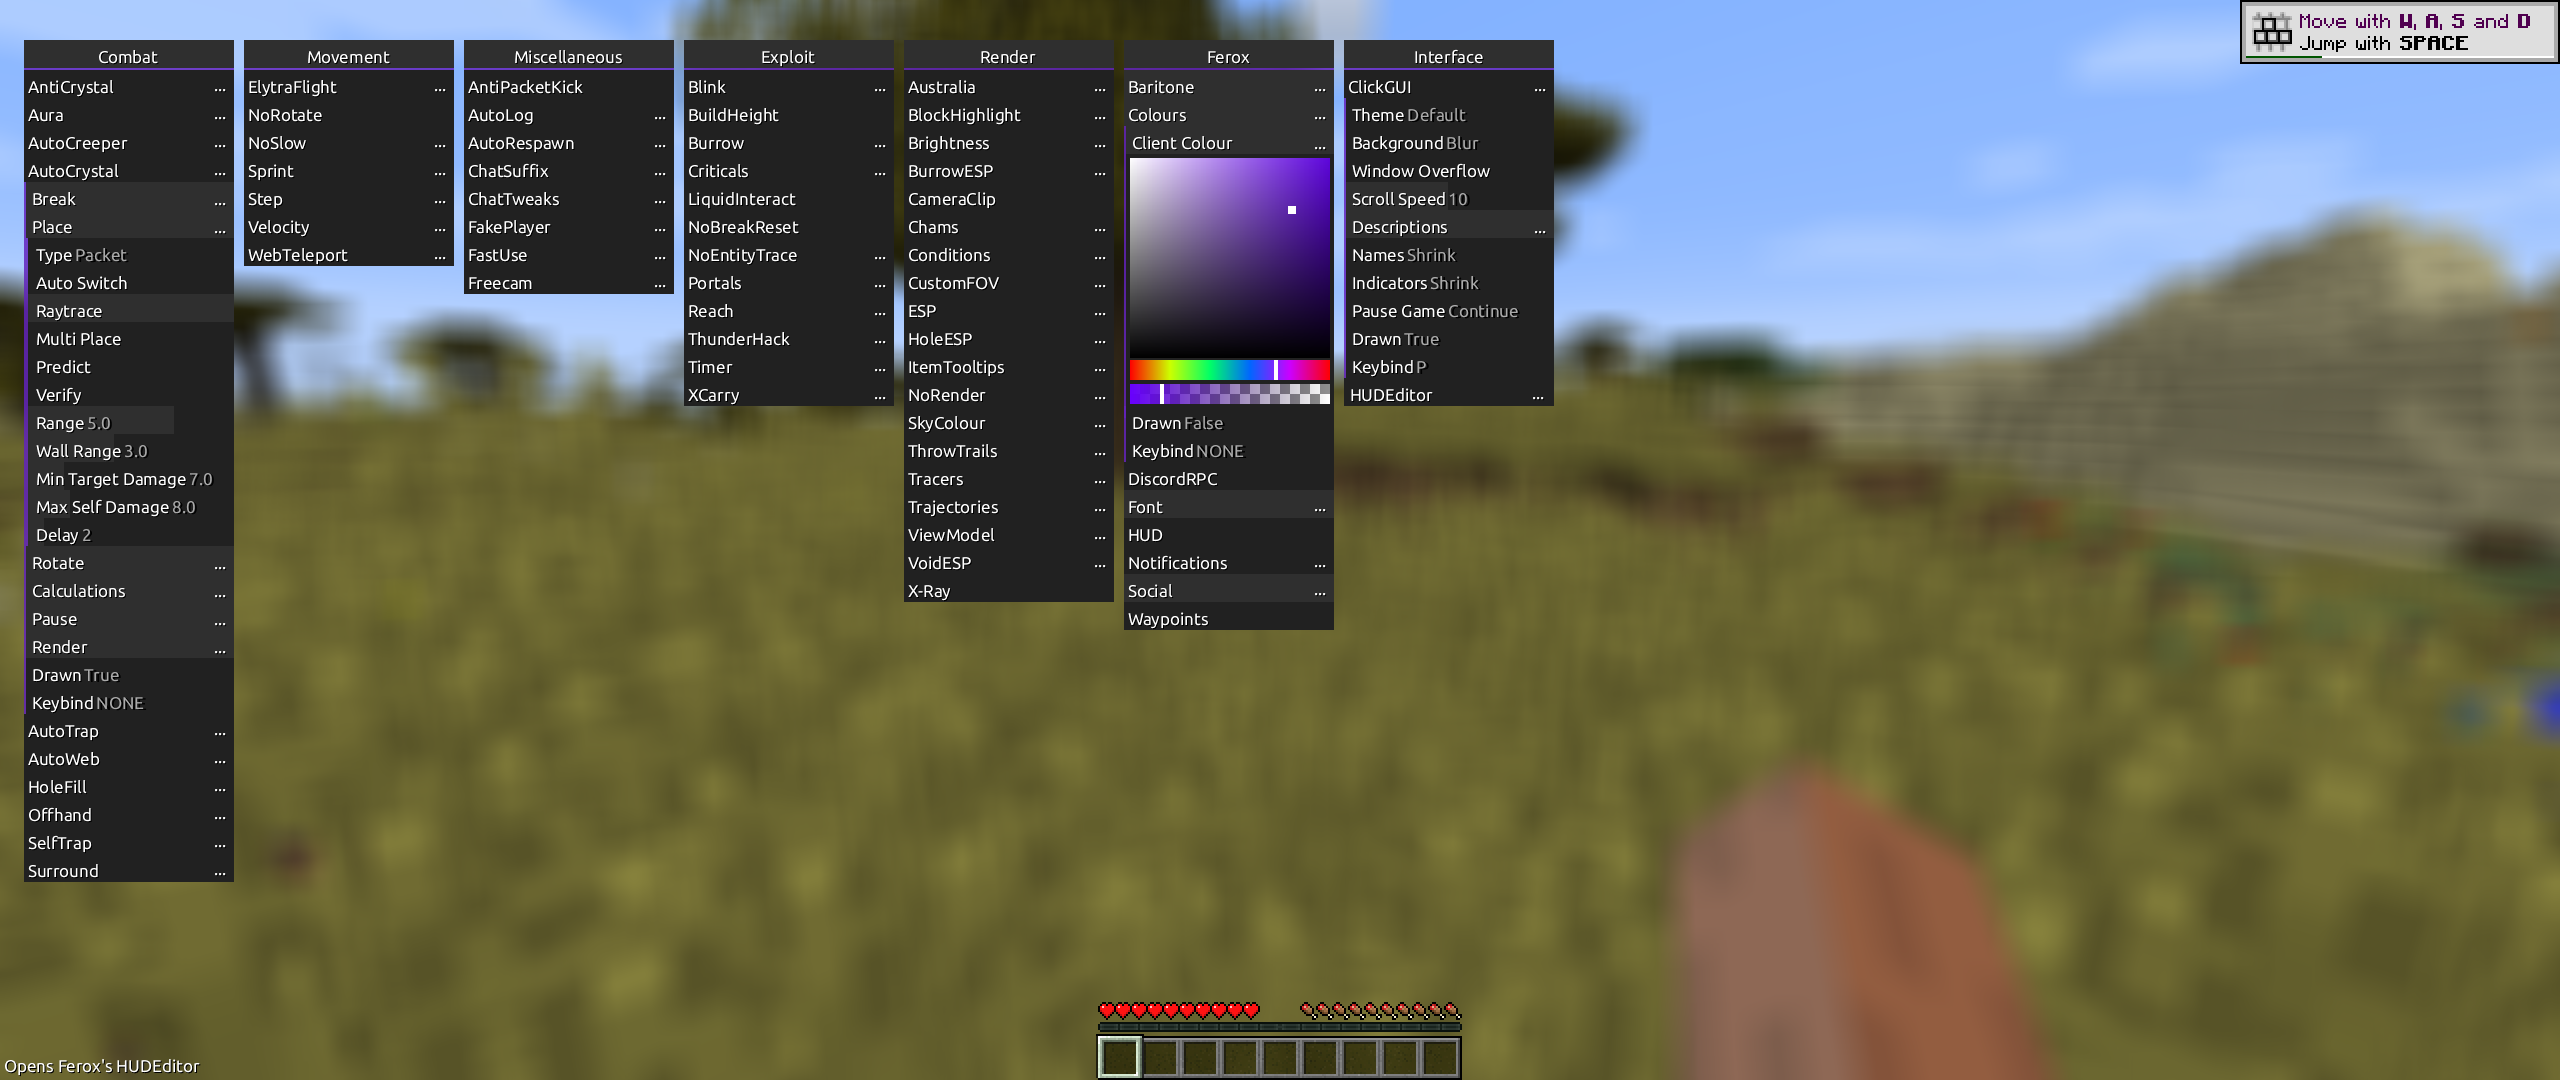 Move with W, A, S and D
Jump with SPACE
Combat
AntiCrystal ...
Aura
AutoCreeper ...
AutoCrystal ...
Break ...
Place ...
Type Packet
Auto Switch
Raytrace
Multi Place
Predict
Verify
Range 5.0
Wall Range 3.0
Min Target Damage 7.0
Max Self Damage 8.0
Delay 2
Rotate ...
Calculations ...
Pause ...
Render ...
Drawn True
Keybind NONE
AutoTrap ...
AutoWeb ...
HoleFill ...
Offhand ...
SelfTrap ...
Surround ...
Movement
ElytraFlight ...
NoRotate
NoSlow ...
Sprint ...
Step ...
Velocity ...
WebTeleport ...
Miscellaneous
AntiPacketKick
AutoLog ...
AutoRespawn ...
ChatSuffix ...
ChatTweaks ...
FakePlayer ...
FastUse ...
Freecam ...
Exploit
Blink ...
BuildHeight
Burrow ...
Criticals ...
LiquidInteract
NoBreakReset
NoEntityTrace ...
Portals ...
Reach ...
ThunderHack ...
Timer ...
XCarry ...
Render
Australia ...
BlockHighlight ...
Brightness ...
BurrowESP ...
CameraClip
Chams ...
Conditions ...
CustomFOV ...
ESP ...
HoleESP ...
ItemTooltips ...
NoRender ...
SkyColour ...
ThrowTrails ...
Tracers ...
Trajectories ...
ViewModel ...
VoidESP ...
X-Ray
Ferox
Baritone ...
Colours ...
Client Colour ...
Drawn False
Keybind NONE
DiscordRPC
Font ...
HUD
Notifications ...
Social ...
Waypoints
Interface
ClickGUI ...
Theme Default
Background Blur
Window Overflow
Scroll Speed 10
Descriptions ...
Names Shrink
Indicators Shrink
Pause Game Continue
Drawn True
Keybind P
HUDEditor ...
Opens Ferox's HUDEditor